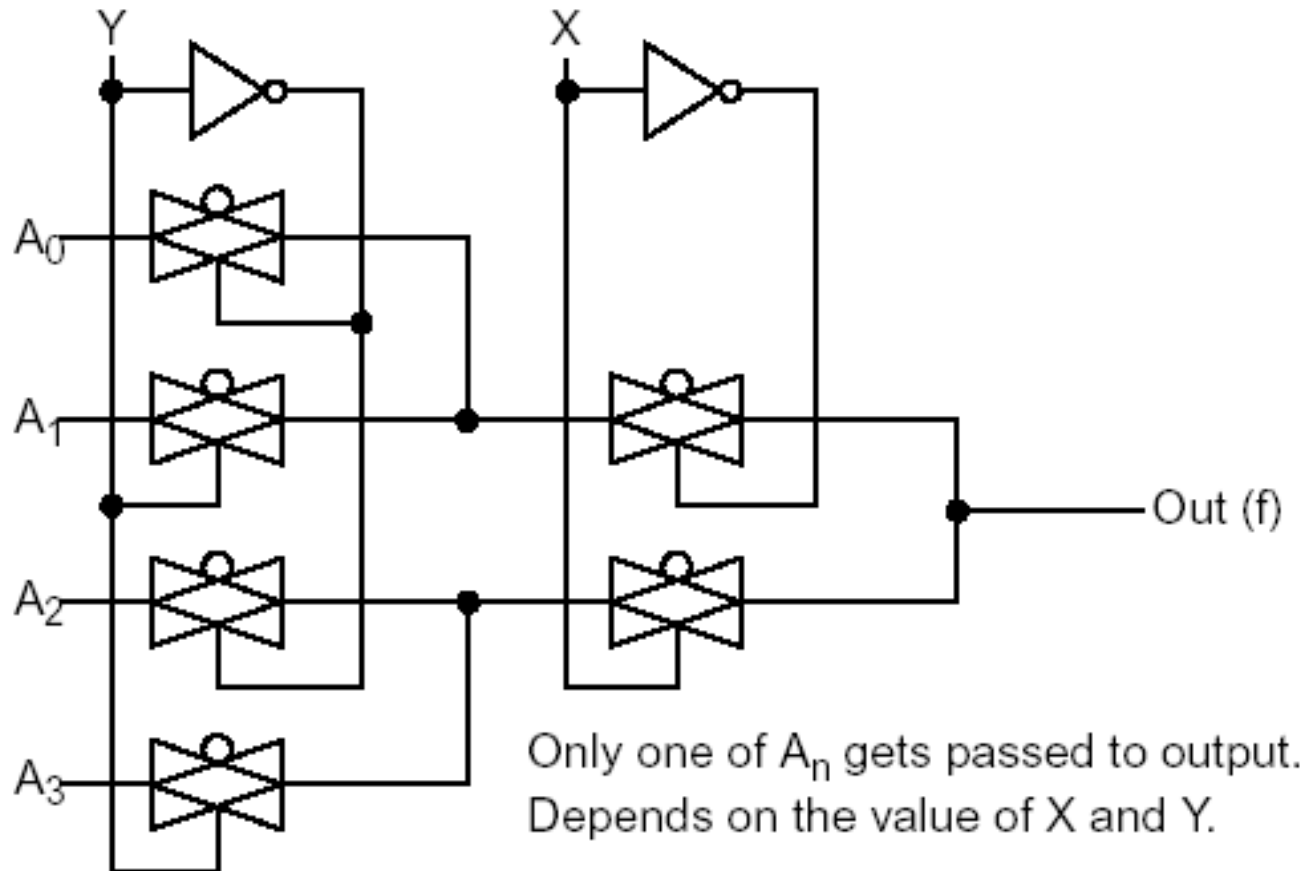 Y
X
A₀
A₁
Out (f)
A₂
A₃
Only one of Aₙ gets passed to output.
Depends on the value of X and Y.